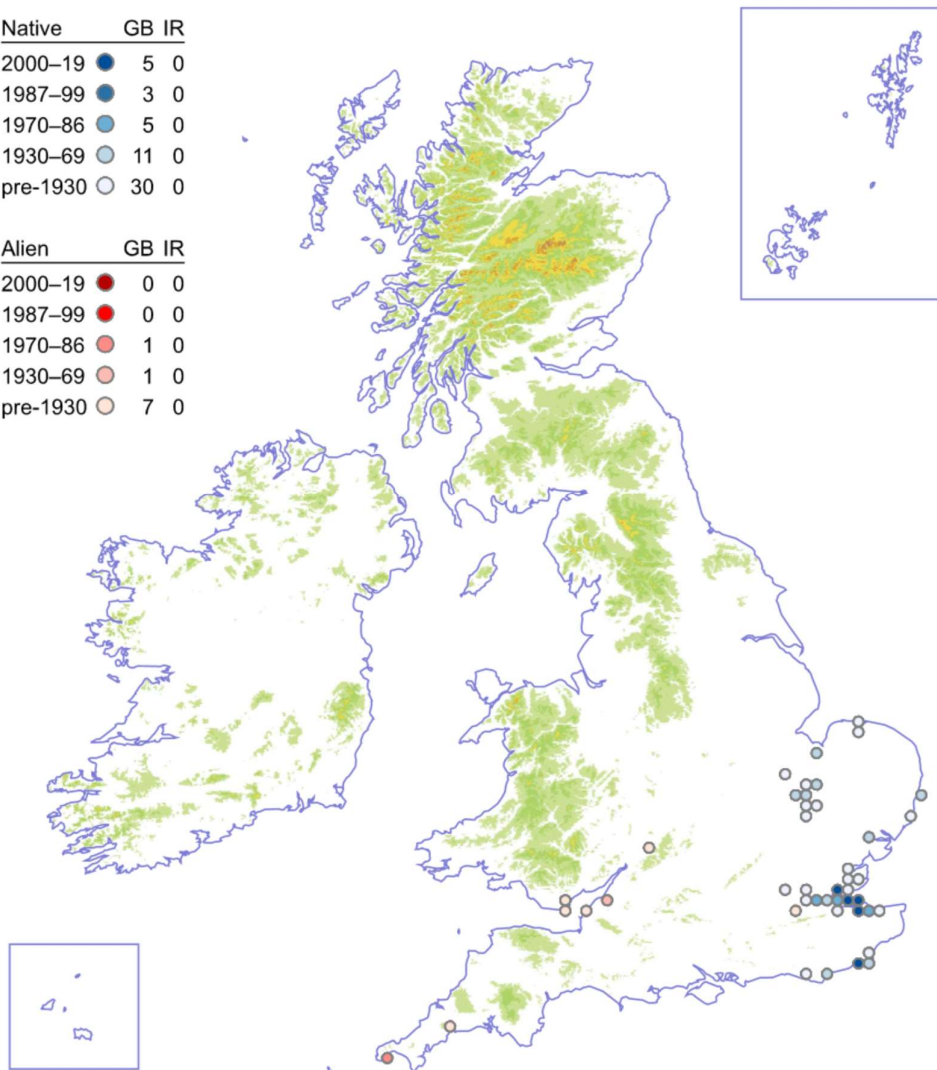 Native GB IR
2000–19 5 0
1987–99 3 0
1970–86 5 0
1930–69 11 0
pre-1930 30 0
Alien GB IR
2000–19 0 0
1987–99 0 0
1970–86 1 0
1930–69 1 0
pre-1930 7 0